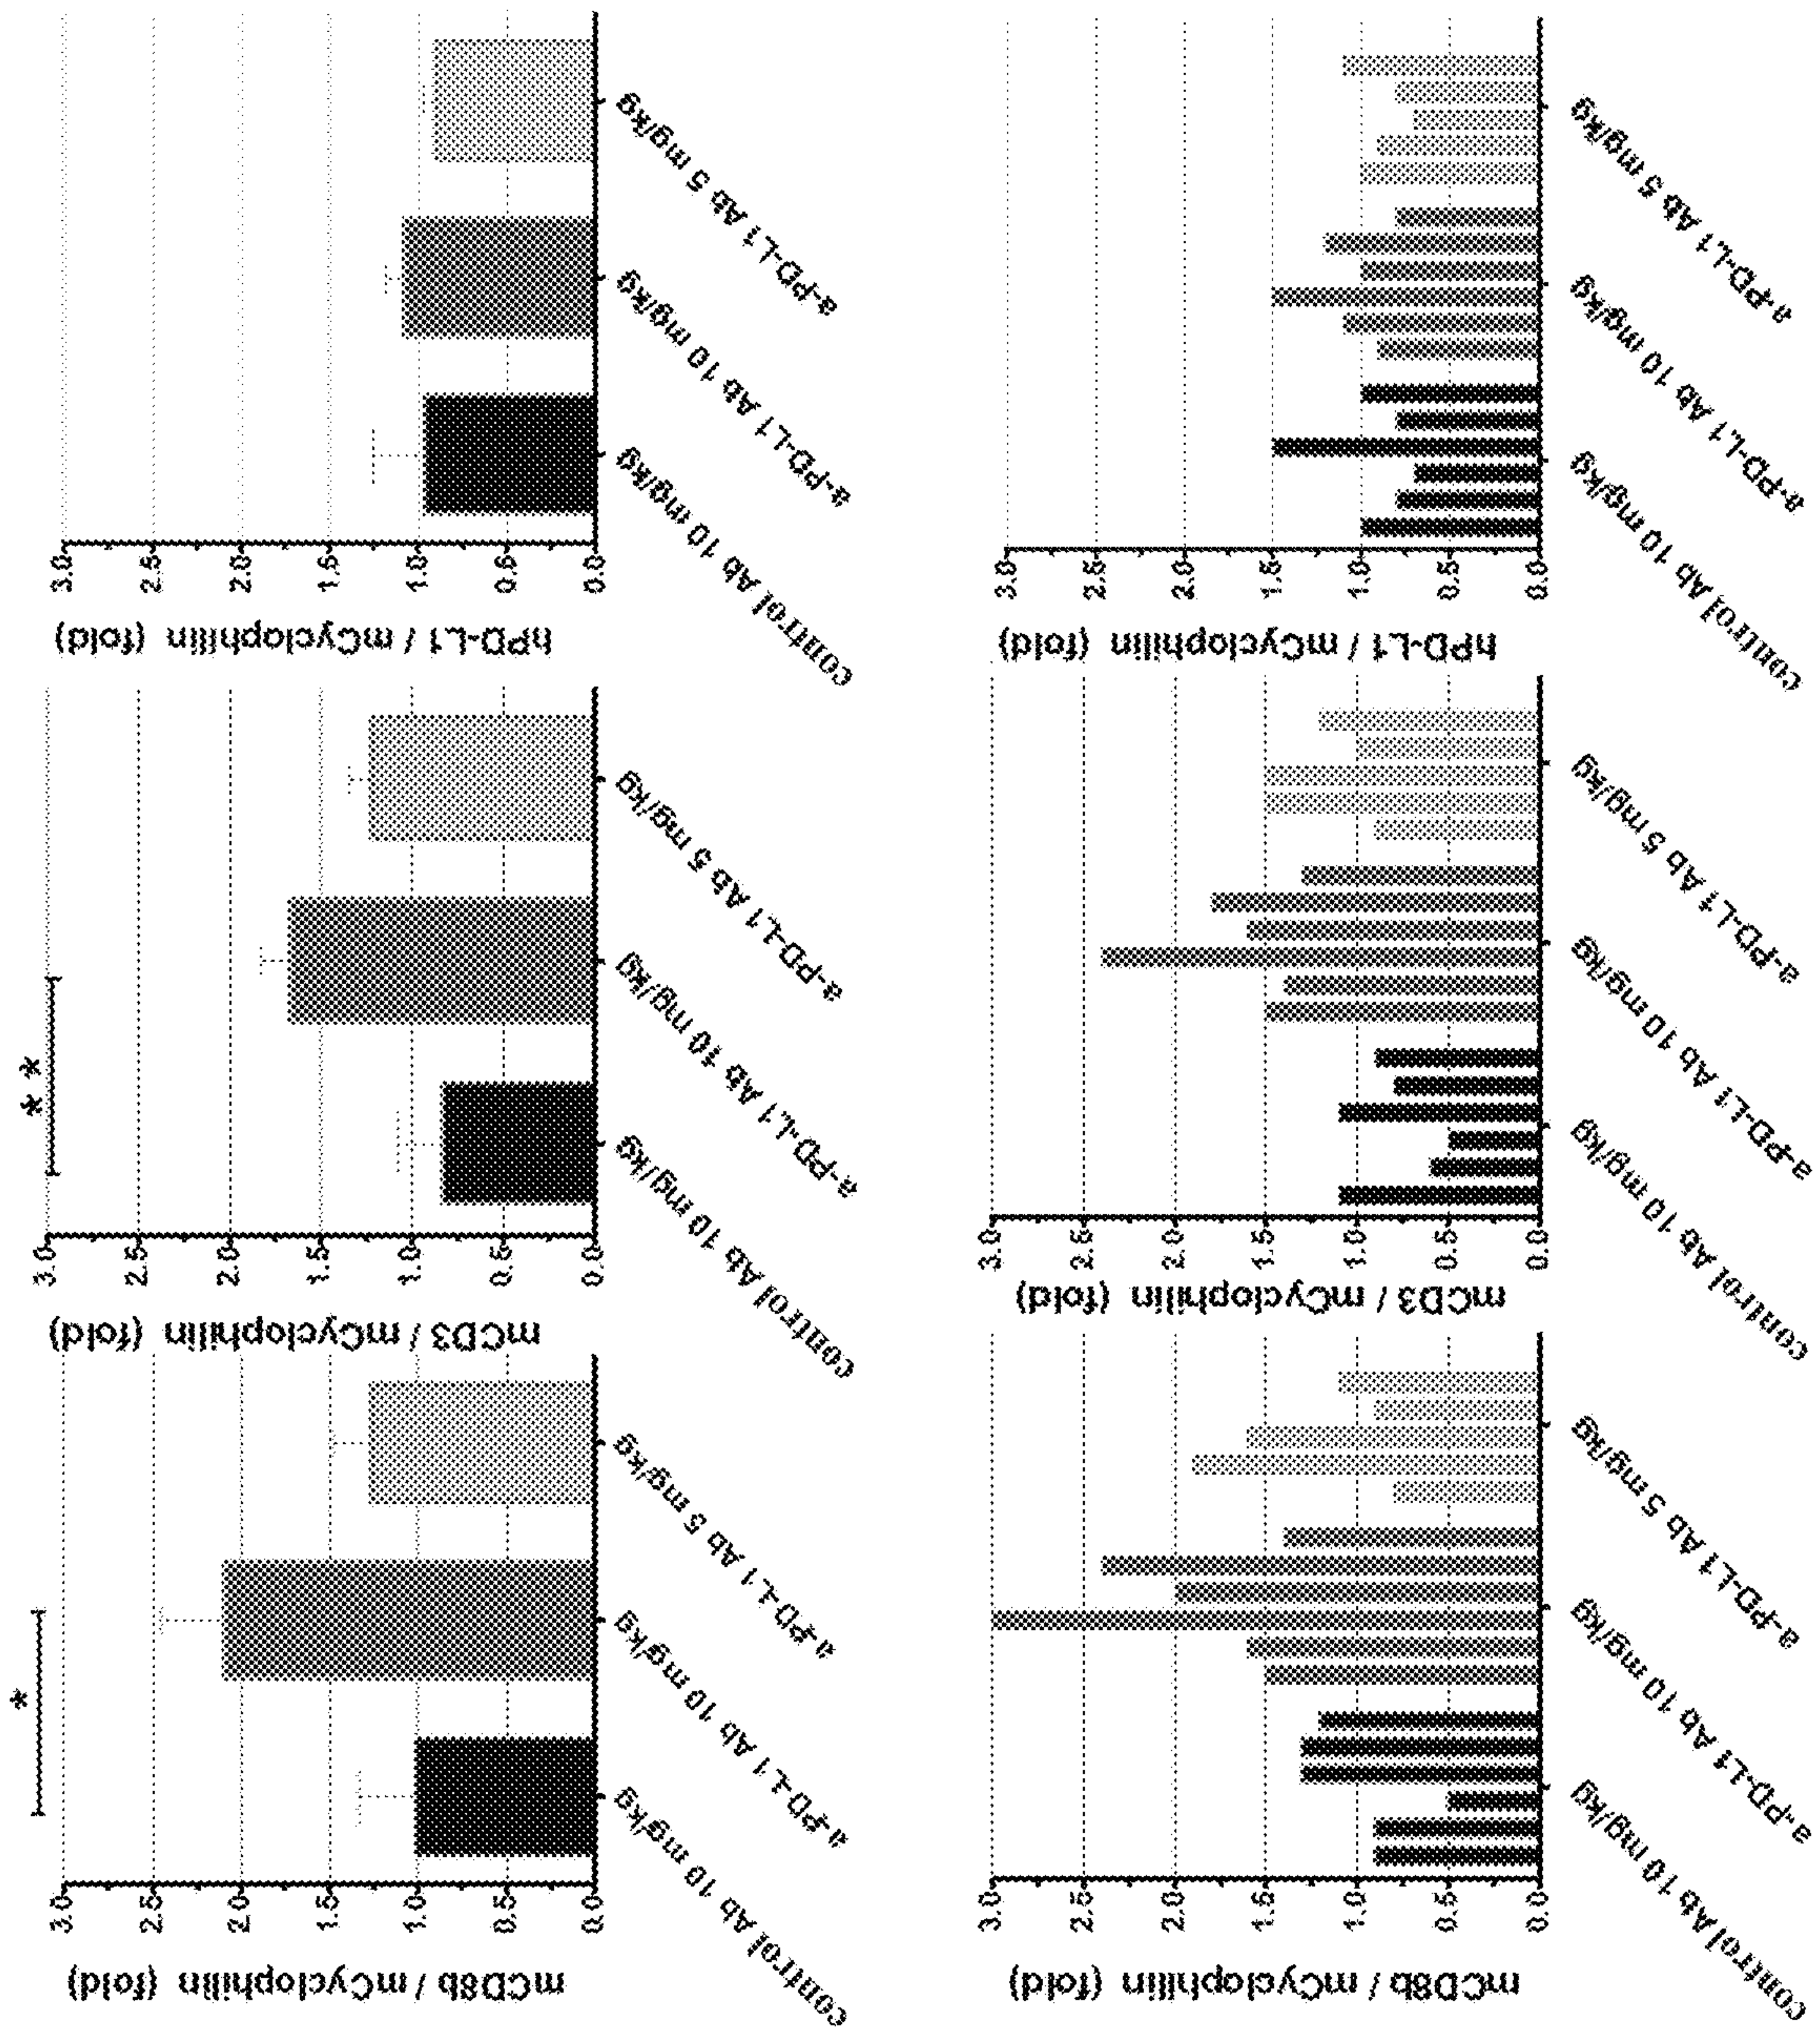 *
mCD8b / mCyclophilin (fold)
3.0
2.5
2.0
1.5
1.0
0.5
0.0
control Ab 10 mg/kg
a-PD-L1 Ab 10 mg/kg
a-PD-L1 Ab 5 mg/kg
* *
mCD3 / mCyclophilin (fold)
3.0
2.5
2.0
1.5
1.0
0.5
0.0
control Ab 10 mg/kg
a-PD-L1 Ab 10 mg/kg
a-PD-L1 Ab 5 mg/kg
hPD-L1 / mCyclophilin (fold)
3.0
2.5
2.0
1.5
1.0
0.5
0.0
control Ab 10 mg/kg
a-PD-L1 Ab 10 mg/kg
a-PD-L1 Ab 5 mg/kg
mCD8b / mCyclophilin (fold)
3.0
2.5
2.0
1.5
1.0
0.5
0.0
control Ab 10 mg/kg
a-PD-L1 Ab 10 mg/kg
a-PD-L1 Ab 5 mg/kg
mCD3 / mCyclophilin (fold)
3.0
2.5
2.0
1.5
1.0
0.5
0.0
control Ab 10 mg/kg
a-PD-L1 Ab 10 mg/kg
a-PD-L1 Ab 5 mg/kg
hPD-L1 / mCyclophilin (fold)
3.0
2.5
2.0
1.5
1.0
0.5
0.0
control Ab 10 mg/kg
a-PD-L1 Ab 10 mg/kg
a-PD-L1 Ab 5 mg/kg